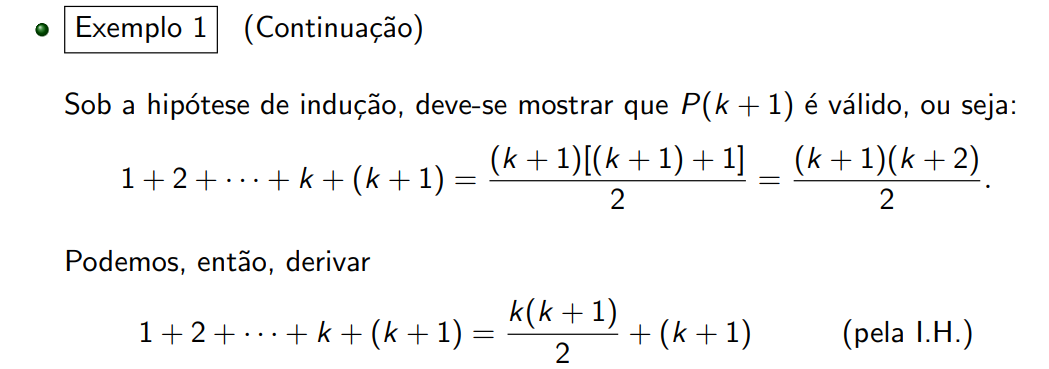 Exemplo 1 (Continuação)
Sob a hipótese de indução, deve-se mostrar que P(k + 1) é válido, ou seja:
1 + 2 + ⋯ + k + (k + 1) = (k + 1)[(k + 1) + 1] / 2 = (k + 1)(k + 2) / 2.
Podemos, então, derivar
1 + 2 + ⋯ + k + (k + 1) = k(k + 1) / 2 + (k + 1) (pela I.H.)